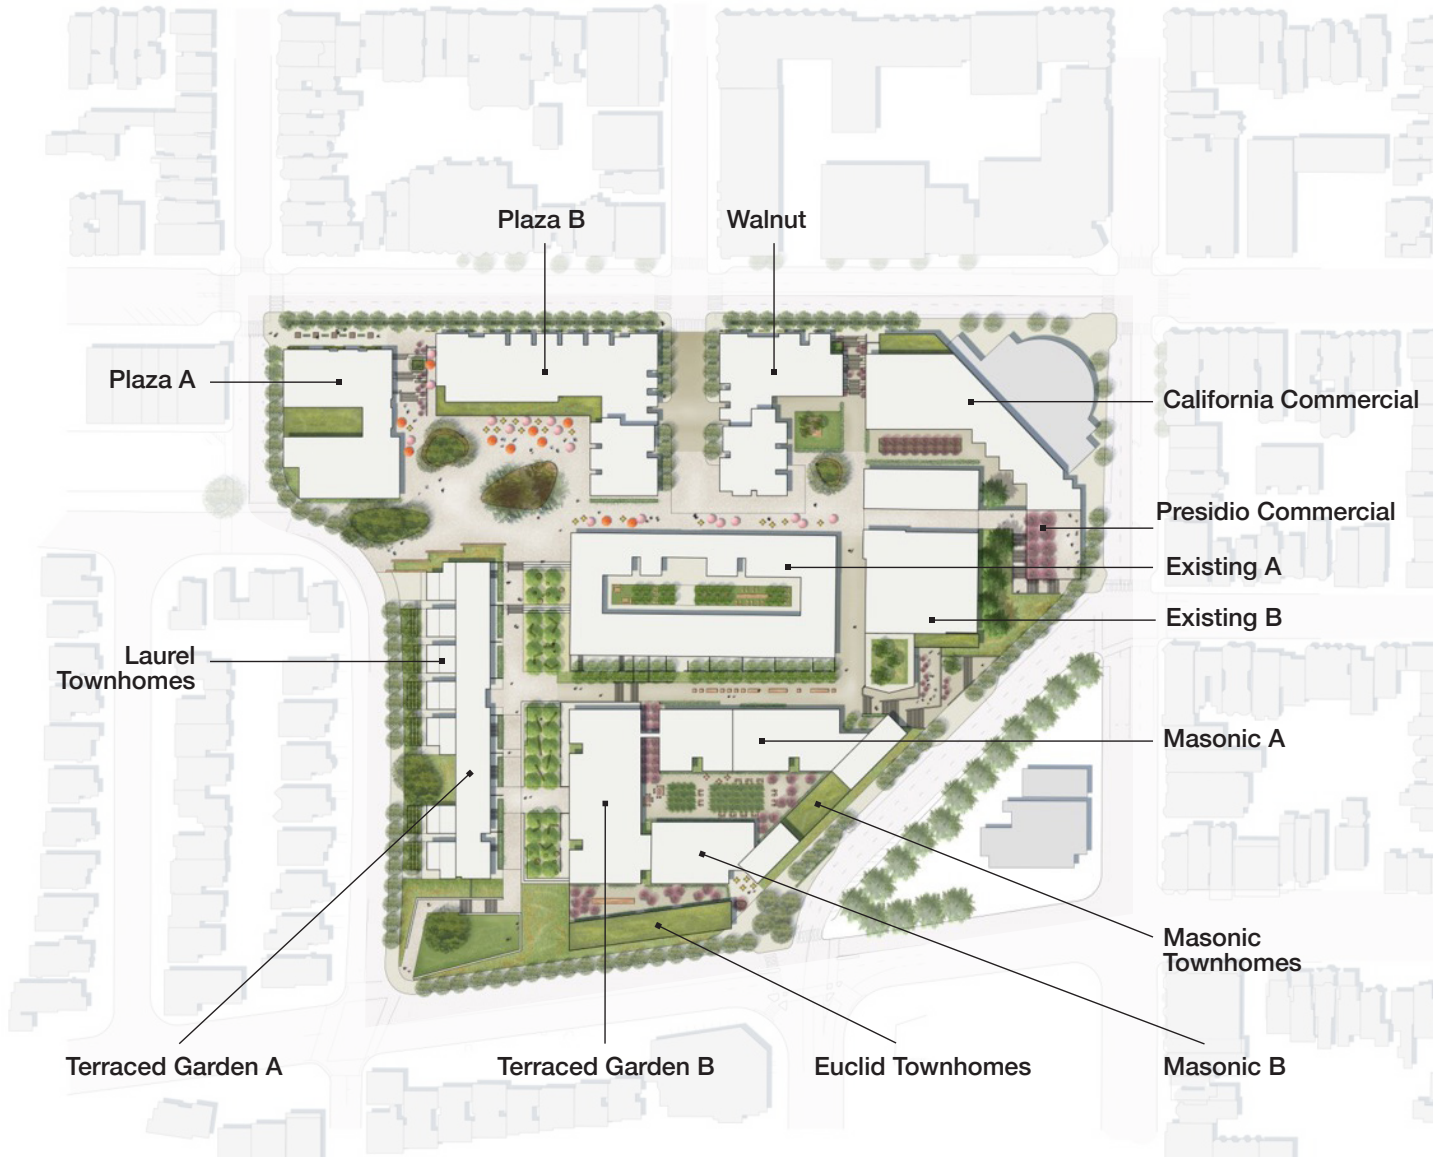 Plaza B
Walnut
Plaza A
California Commercial
Presidio Commercial
Existing A
Existing B
Laurel
Townhomes
Masonic A
Masonic
Townhomes
Terraced Garden A
Terraced Garden B
Euclid Townhomes
Masonic B